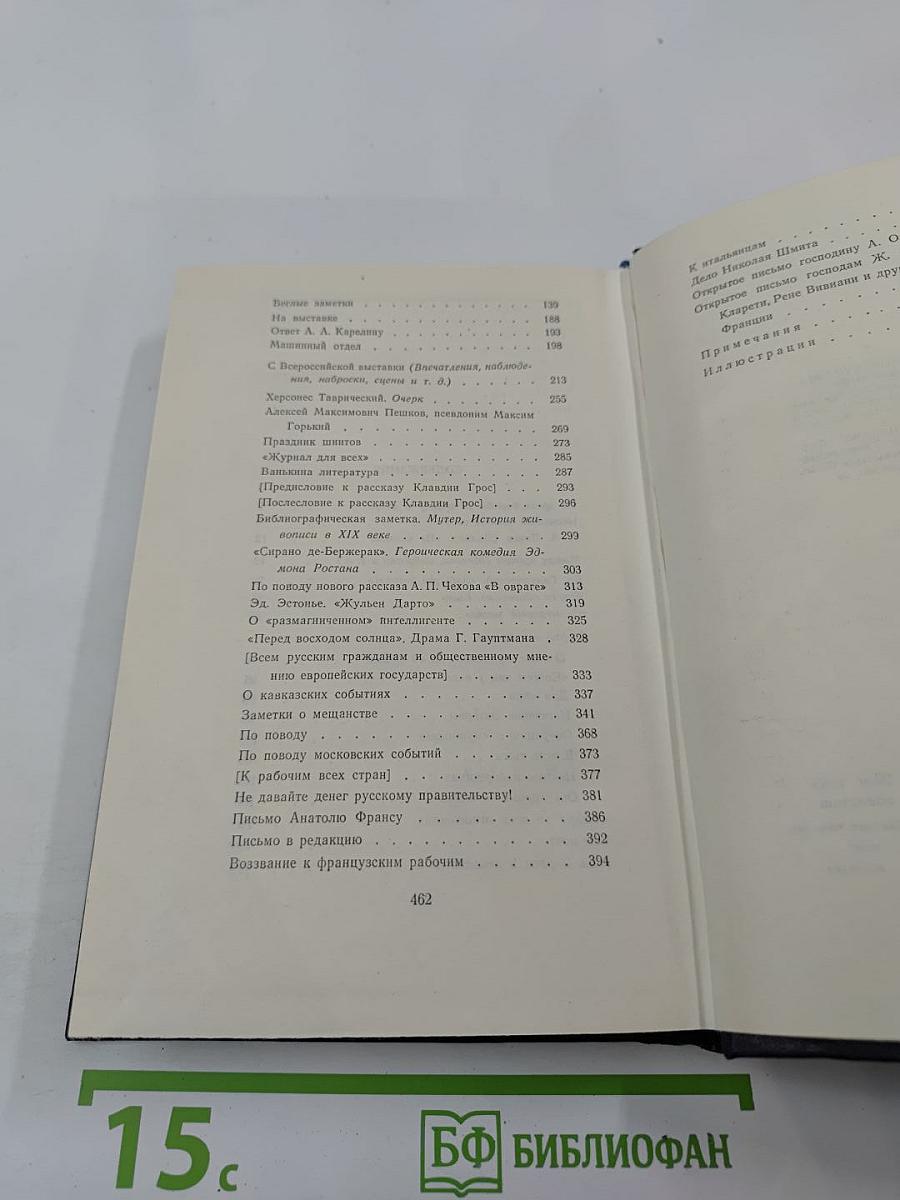 Беглые заметки . . . . . . . . . . . . . 139
На выставке . . . . . . . . . . . . . . 188
Ответ А. А. Карелину . . . . . . . . . . 193
Машинный отдел . . . . . . . . . . . . 198
С Всероссийской выставки (Впечатления, наблюде-
ния, наброски, сцены и т. д.) . . . . . . 213
Херсонес Таврический. Очерк . . . . . . . . 255
Алексей Максимович Пешков, псевдоним Максим
Горький . . . . . . . . . . . . . . 269
Праздник шиитов . . . . . . . . . . . . 273
«Журнал для всех» . . . . . . . . . . . . 285
Ванькина литература . . . . . . . . . . . 287
[Предисловие к рассказу Клавдии Грос] . . . 293
[Послесловие к рассказу Клавдии Грос] . . . . 296
Библиографическая заметка. Мутер, История жи-
вописи в XIX веке . . . . . . . . . . 299
«Сирано де-Бержерак». Героическая комедия Эд-
мона Ростана . . . . . . . . . . . . 303
По поводу нового рассказа А. П. Чехова «В овраге» 313
Эд. Эстонье. «Жульен Дарто» . . . . . . . 319
О «размагниченном» интеллигенте . . . . . . 325
«Перед восходом солнца». Драма Г. Гауптмана . 328
[Всем русским гражданам и общественному мне-
нию европейских государств] . . . . . . 333
О кавказских событиях . . . . . . . . . . 337
Заметки о мещанстве . . . . . . . . . . . 341
По поводу . . . . . . . . . . . . . . . 368
По поводу московских событий . . . . . . . 373
[К рабочим всех стран] . . . . . . . . . . 377
Не давайте денег русскому правительству! . . . 381
Письмо Анатолю Франсу . . . . . . . . . 386
Письмо в редакцию . . . . . . . . . . . . 392
Воззвание к французским рабочим . . . . . . 394
462
К итальянцам . . . . . . . .
Дело Николая Шмита . . . . .
Открытое письмо господину А. О
Открытое письмо господам Ж.
Кларети, Рене Вивиани и дру
Франции . . . . . . . .
Примечания . . . . . . .
Иллюстрации . . . . . . .
15 с
БФ БИБЛИОФАН